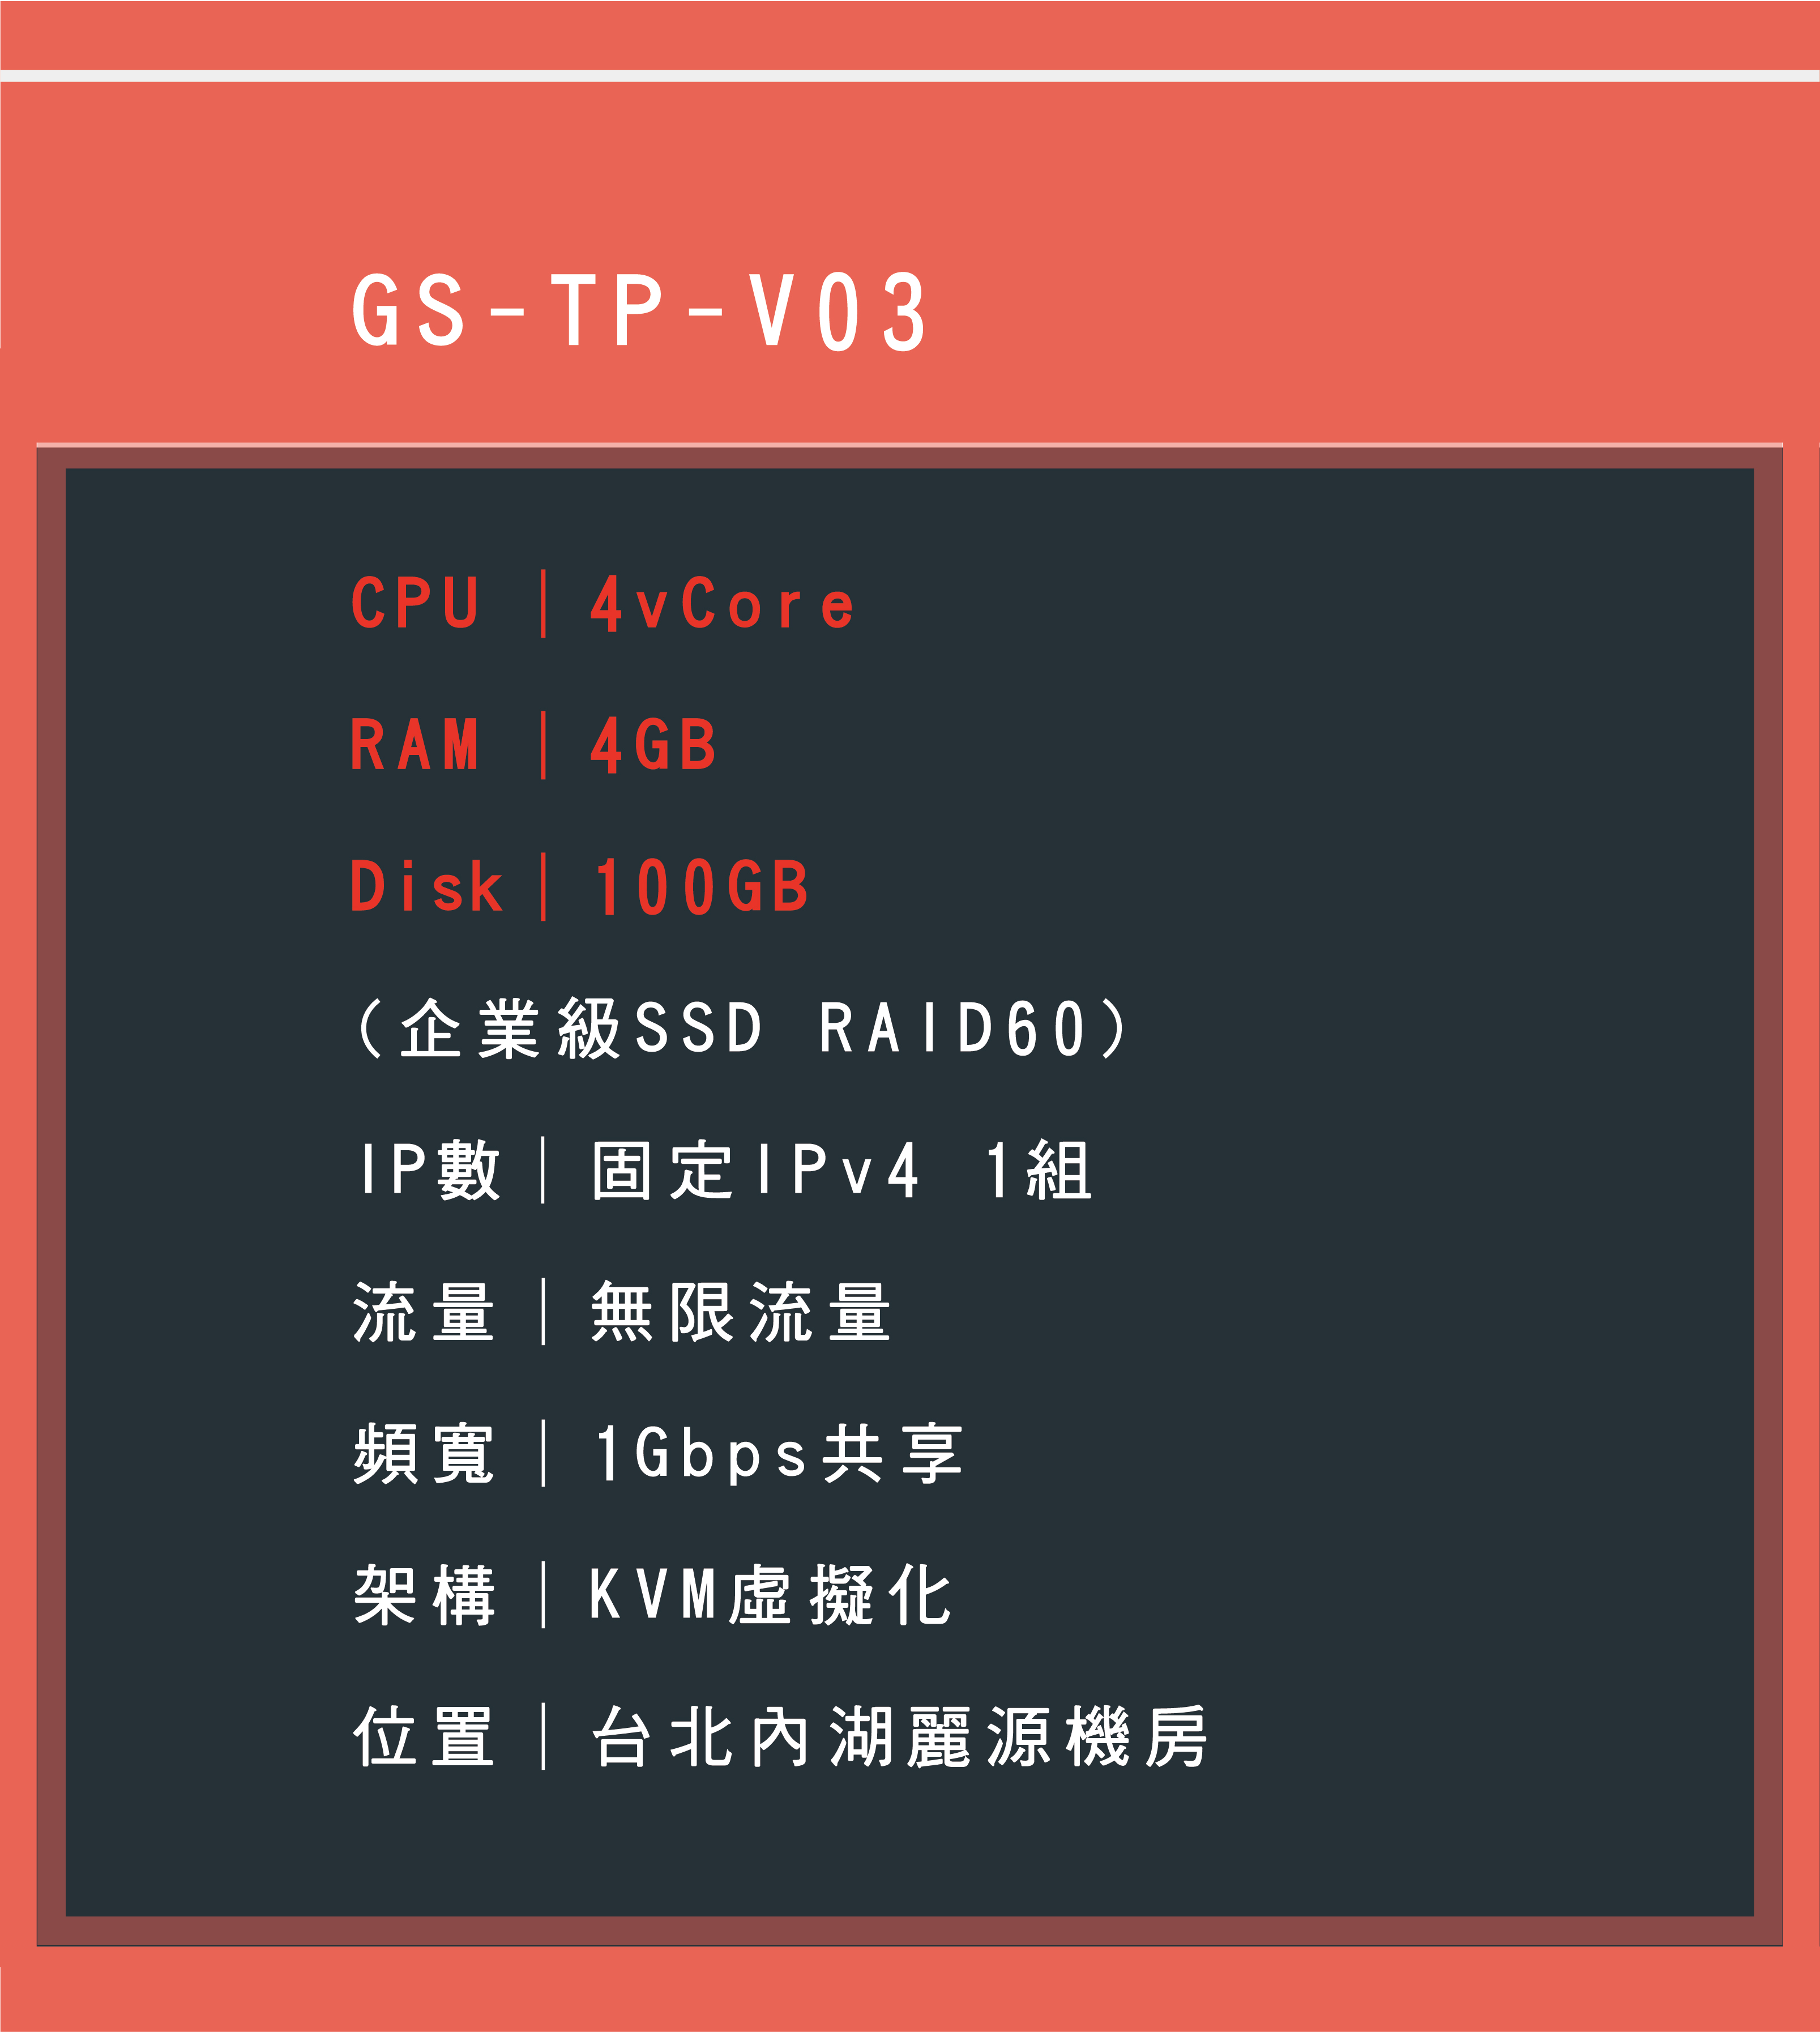 GS-TP-V03
CPU｜4vCore
RAM｜4GB
Disk｜100GB
（企業級SSD RAID60）
IP數｜固定IPv4 1組
流量｜無限流量
頻寬｜1Gbps共享
架構｜KVM虛擬化
位置｜台北內湖麗源機房